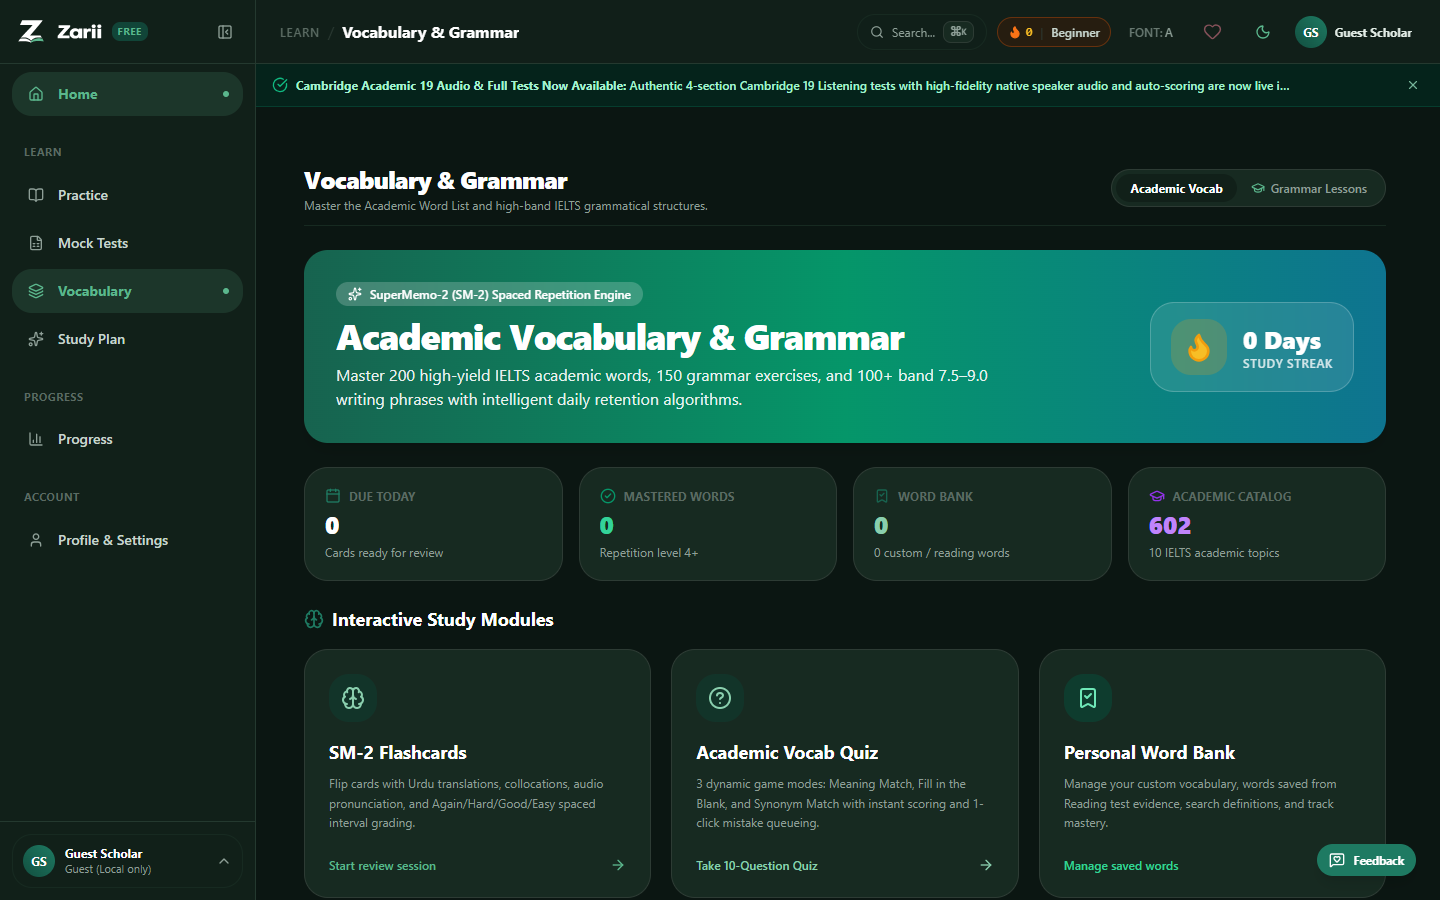 Zarii FREE
LEARN / Vocabulary & Grammar
Search... ⌘K
0 | Beginner
FONT: A
GS Guest Scholar
Cambridge Academic 19 Audio & Full Tests Now Available: Authentic 4-section Cambridge 19 Listening tests with high-fidelity native speaker audio and auto-scoring are now live i...
Home
LEARN
Practice
Mock Tests
Vocabulary
Study Plan
PROGRESS
Progress
ACCOUNT
Profile & Settings
GS Guest Scholar
Guest (Local only)
Vocabulary & Grammar
Master the Academic Word List and high-band IELTS grammatical structures.
Academic Vocab
Grammar Lessons
SuperMemo-2 (SM-2) Spaced Repetition Engine
Academic Vocabulary & Grammar
Master 200 high-yield IELTS academic words, 150 grammar exercises, and 100+ band 7.5–9.0
writing phrases with intelligent daily retention algorithms.
0 Days
STUDY STREAK
DUE TODAY
0
Cards ready for review
MASTERED WORDS
0
Repetition level 4+
WORD BANK
0
0 custom / reading words
ACADEMIC CATALOG
602
10 IELTS academic topics
Interactive Study Modules
SM-2 Flashcards
Flip cards with Urdu translations, collocations, audio
pronunciation, and Again/Hard/Good/Easy spaced
interval grading.
Start review session
Academic Vocab Quiz
3 dynamic game modes: Meaning Match, Fill in the
Blank, and Synonym Match with instant scoring and 1-
click mistake queueing.
Take 10-Question Quiz
Personal Word Bank
Manage your custom vocabulary, words saved from
Reading test evidence, search definitions, and track
mastery.
Manage saved words
Feedback